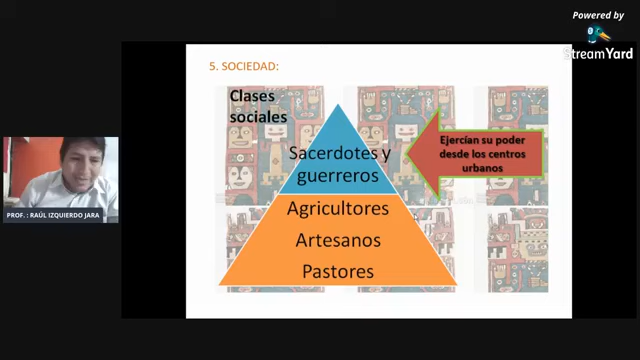 Powered by
StreamYard
5. SOCIEDAD:
Clases
sociales
Sacerdotes y
guerreros
Ejercían su poder
desde los centros
urbanos
Agricultores
Artesanos
Pastores
PROF. : RAÚL IZQUIERDO JARA